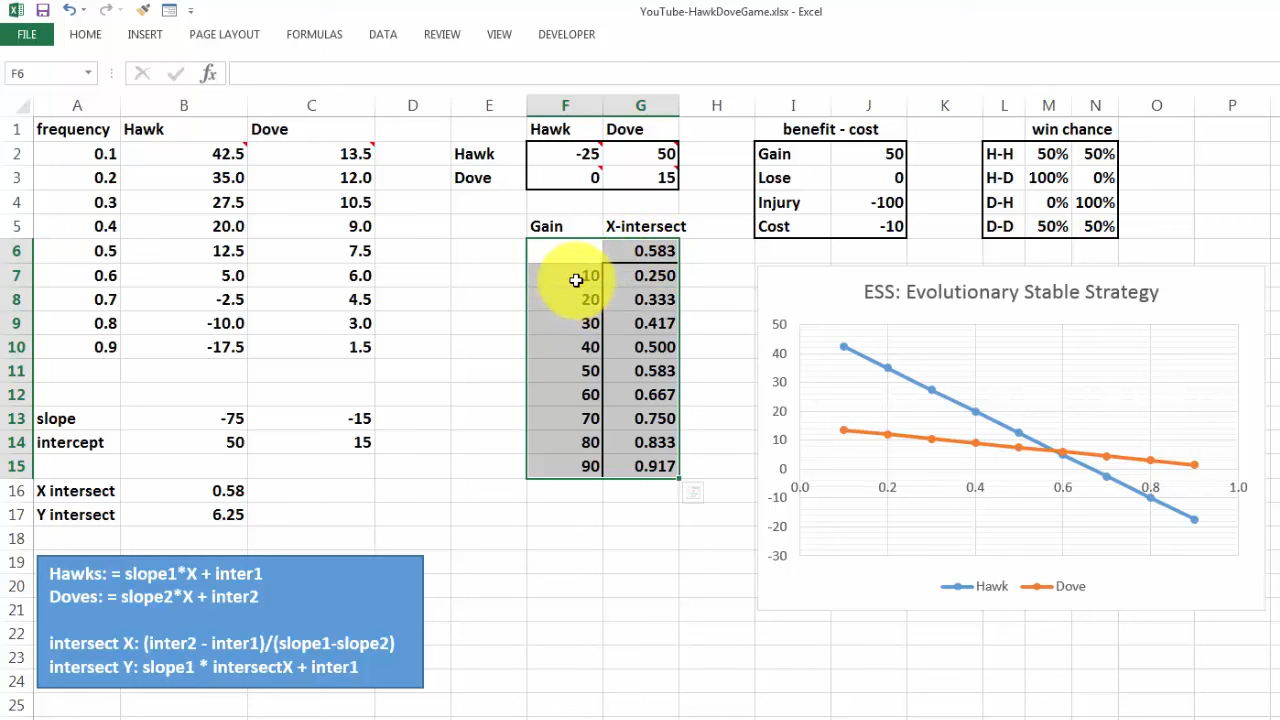 YouTube-HawkDoveGame.xlsx - Excel
FILE HOME INSERT PAGE LAYOUT FORMULAS DATA REVIEW VIEW DEVELOPER
F6 fx
A B C D E F G H I J K L M N O P
1 frequency Hawk Dove Hawk Dove benefit - cost win chance
2 0.1 42.5 13.5 Hawk -25 50 Gain 50 H-H 50% 50%
3 0.2 35.0 12.0 Dove 0 15 Lose 0 H-D 100% 0%
4 0.3 27.5 10.5 Injury -100 D-H 0% 100%
5 0.4 20.0 9.0 Gain X-intersect Cost -10 D-D 50% 50%
6 0.5 12.5 7.5 0.583
7 0.6 5.0 6.0 10 0.250
8 0.7 -2.5 4.5 20 0.333
9 0.8 -10.0 3.0 30 0.417
10 0.9 -17.5 1.5 40 0.500
11 50 0.583
12 60 0.667
13 slope -75 -15 70 0.750
14 intercept 50 15 80 0.833
15 90 0.917
16 X intersect 0.58
17 Y intersect 6.25
18
19
20
21
22
23
24
25
Hawks: = slope1*X + inter1
Doves: = slope2*X + inter2
intersect X: (inter2 - inter1)/(slope1-slope2)
intersect Y: slope1 * intersectX + inter1
ESS: Evolutionary Stable Strategy
50
40
30
20
10
0
0.0 0.2 0.4 0.6 0.8 1.0
-10
-20
-30
Hawk Dove